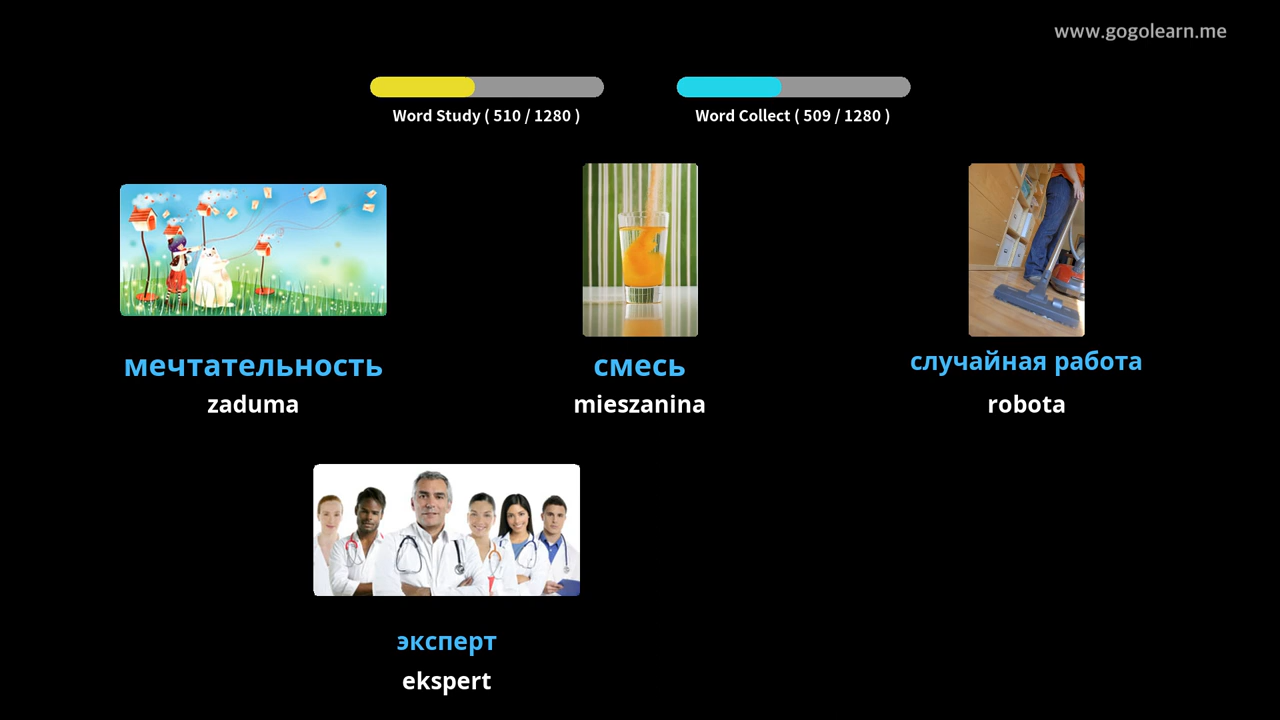 www.gogolearn.me
Word Study ( 510 / 1280 )
Word Collect ( 509 / 1280 )
мечтательность
zaduma
смесь
mieszanina
случайная работа
robota
эксперт
ekspert